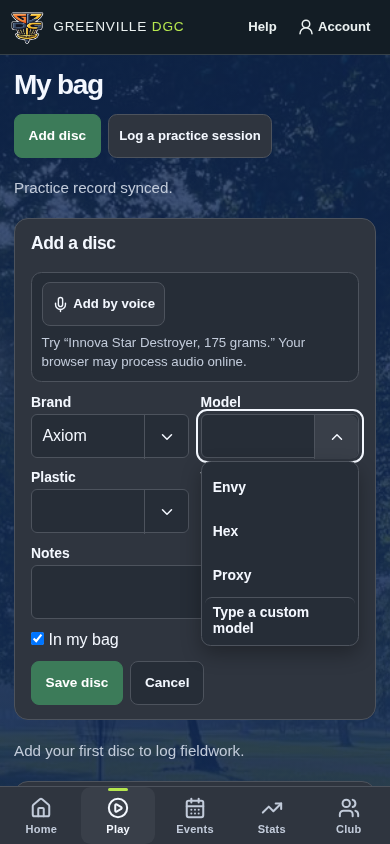 GREENVILLE DGC
Help
Account
My bag
Add disc
Log a practice session
Practice record synced.
Add a disc
Add by voice
Try “Innova Star Destroyer, 175 grams.” Your
browser may process audio online.
Brand
Model
Axiom
Plastic
Envy
Hex
Proxy
Type a custom
model
Notes
In my bag
Save disc
Cancel
Add your first disc to log fieldwork.
Home
Play
Events
Stats
Club